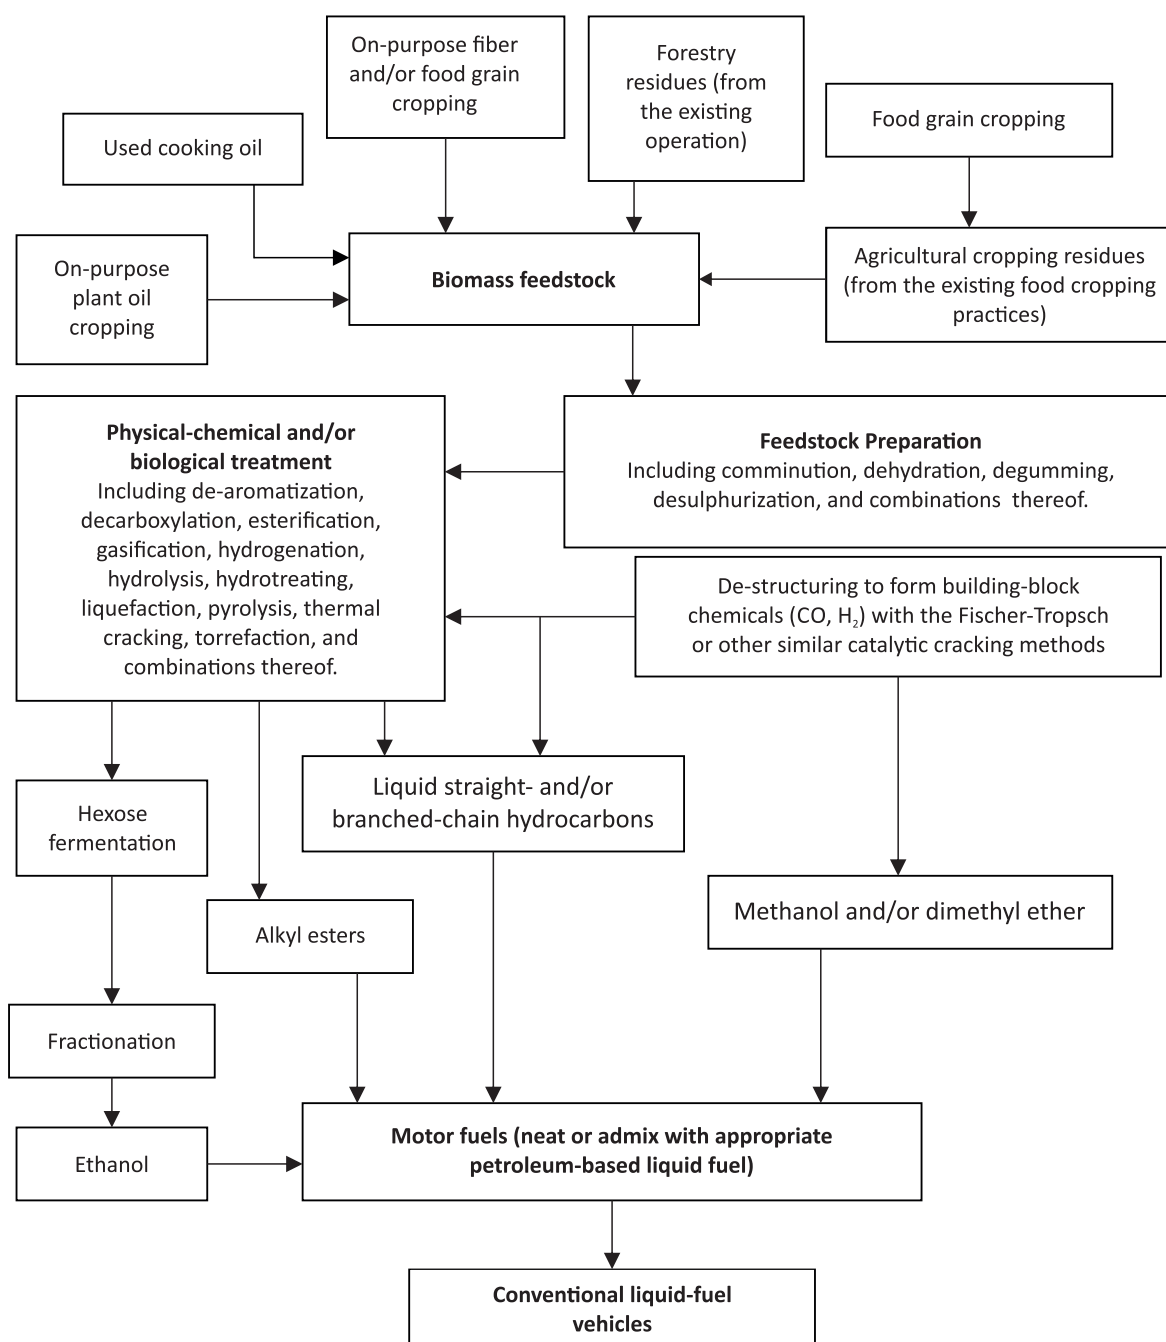 On-purpose fiber
and/or food grain
cropping
Forestry
residues (from
the existing
operation)
Food grain cropping
Used cooking oil
On-purpose
plant oil
cropping
Biomass feedstock
Agricultural cropping residues
(from the existing food cropping
practices)
Physical-chemical and/or
biological treatment
Including de-aromatization,
decarboxylation, esterification,
gasification, hydrogenation,
hydrolysis, hydrotreating,
liquefaction, pyrolysis, thermal
cracking, torrefaction, and
combinations thereof.
Feedstock Preparation
Including comminution, dehydration, degumming,
desulphurization, and combinations thereof.
De-structuring to form building-block
chemicals (CO, H₂) with the Fischer-Tropsch
or other similar catalytic cracking methods
Hexose
fermentation
Liquid straight- and/or
branched-chain hydrocarbons
Alkyl esters
Methanol and/or dimethyl ether
Fractionation
Ethanol
Motor fuels (neat or admix with appropriate
petroleum-based liquid fuel)
Conventional liquid-fuel
vehicles